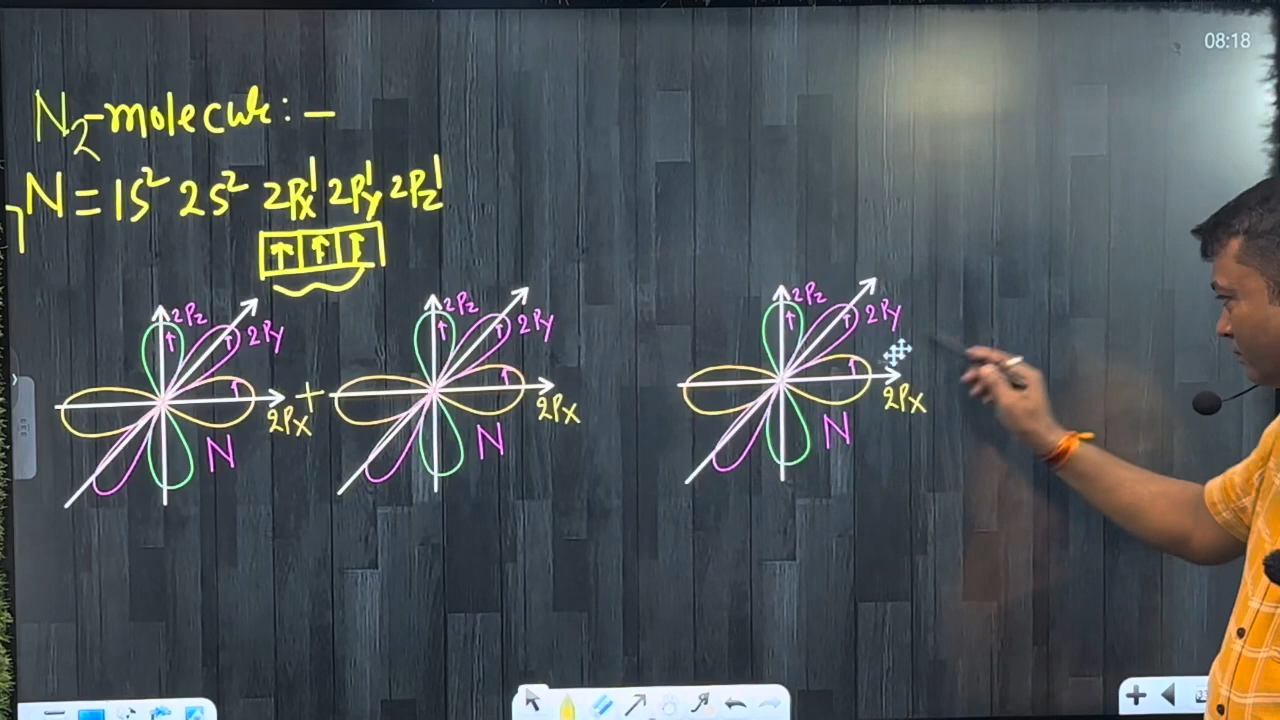 08:18
N₂-molecule:-
₇N = 1S² 2S² 2Px¹ 2Py¹ 2Pz¹
↑ ↑ ↑
2Pz 2Py 2Px N + 2Pz 2Py 2Px N
2Pz 2Py 2Px N